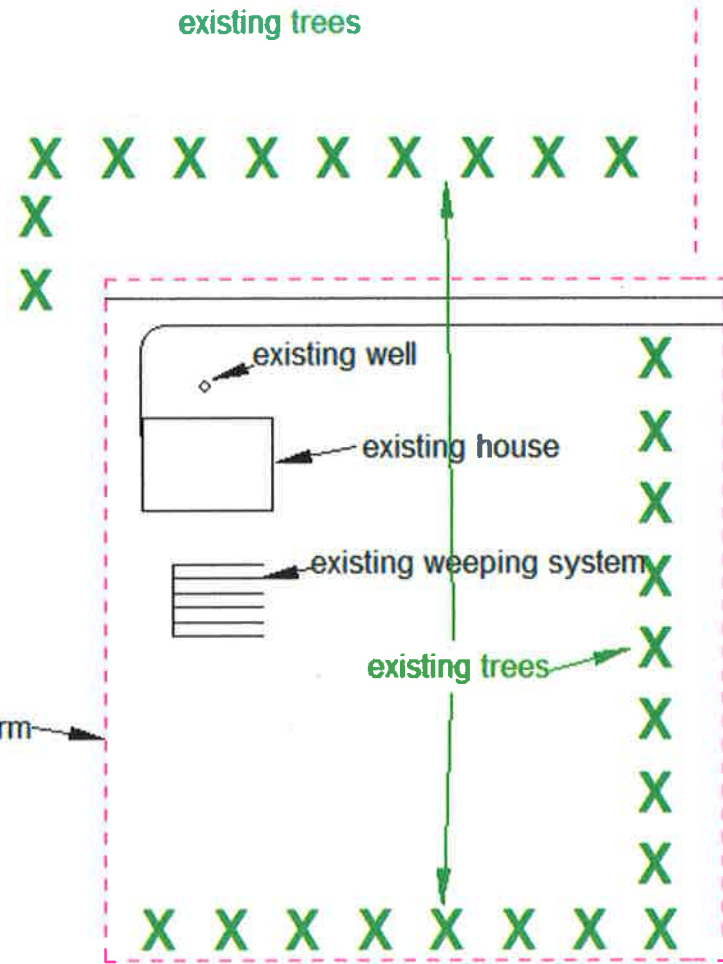 existing trees
X X X X X X X X X
X
X
existing well
X
existing house
X
X
existing weeping system
X
existing trees
X
rm
X
X
X
X X X X X X X X